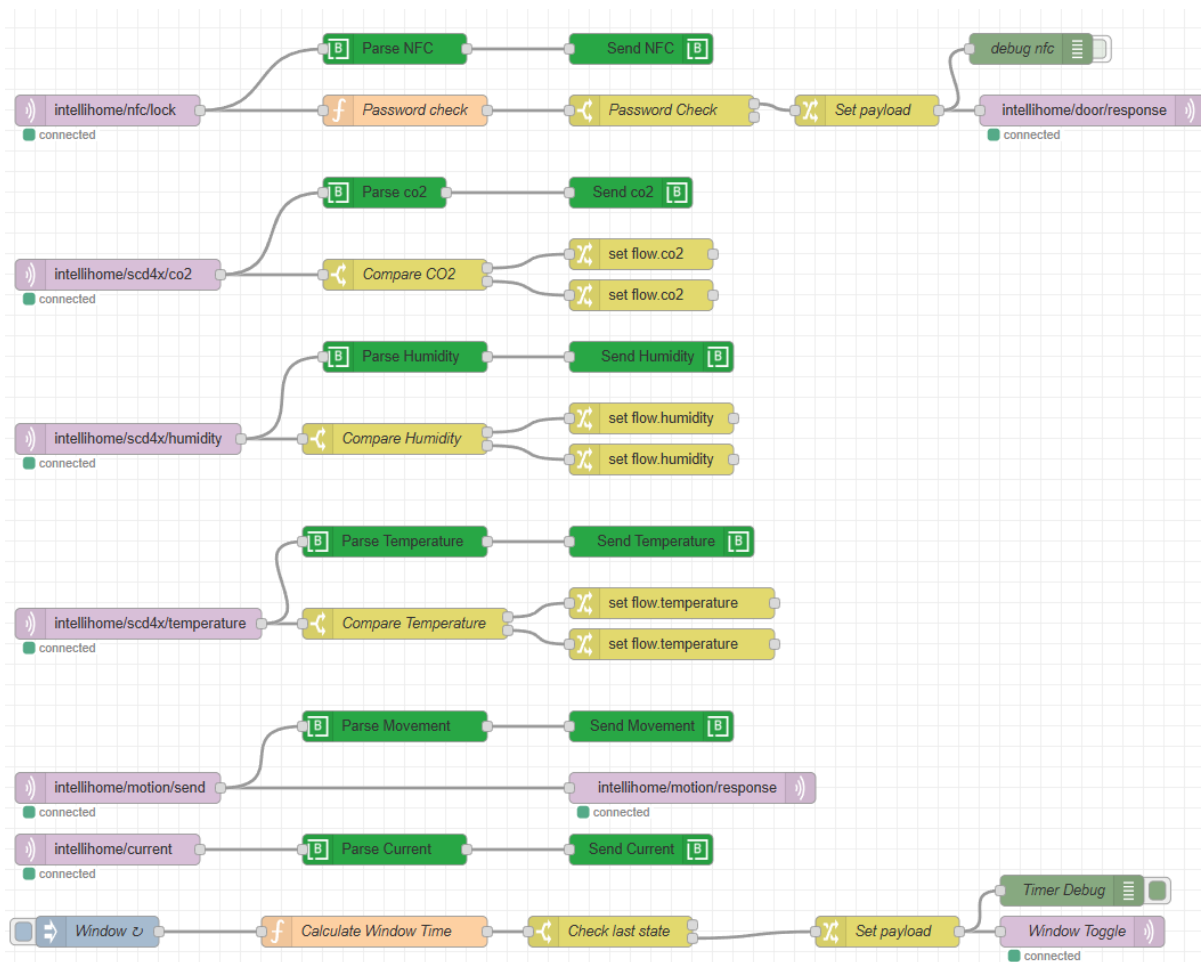 Parse NFC
Send NFC
debug nfc
intellihome/nfc/lock
Password check
Password Check
Set payload
intellihome/door/response
connected
connected
Parse co2
Send co2
intellihome/scd4x/co2
Compare CO2
set flow.co2
set flow.co2
connected
Parse Humidity
Send Humidity
intellihome/scd4x/humidity
Compare Humidity
set flow.humidity
set flow.humidity
connected
Parse Temperature
Send Temperature
intellihome/scd4x/temperature
Compare Temperature
set flow.temperature
set flow.temperature
connected
Parse Movement
Send Movement
intellihome/motion/send
intellihome/motion/response
connected
connected
intellihome/current
Parse Current
Send Current
connected
Timer Debug
Window ↻
Calculate Window Time
Check last state
Set payload
Window Toggle
connected